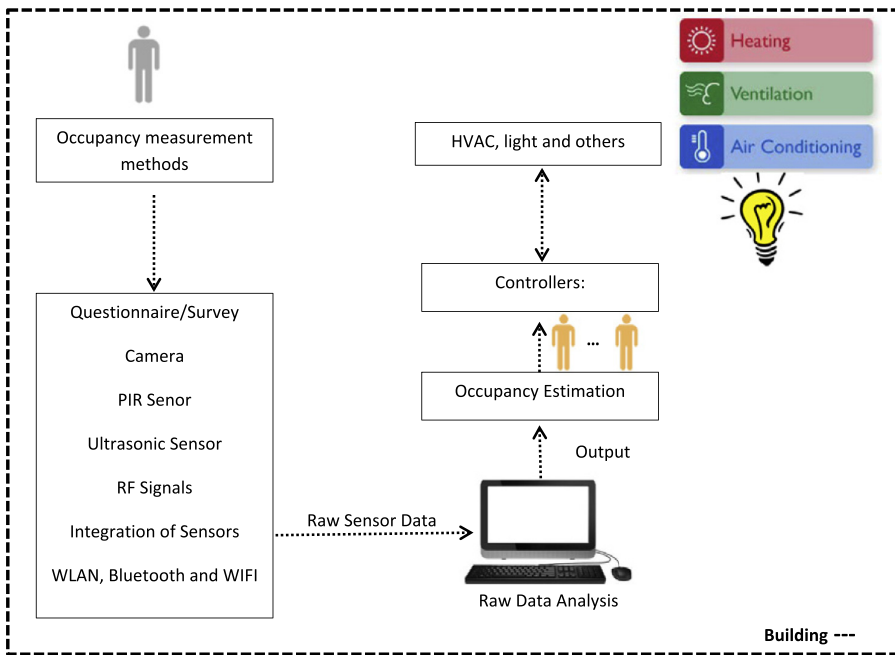 Occupancy measurement
methods
Questionnaire/Survey
Camera
PIR Senor
Ultrasonic Sensor
RF Signals
Integration of Sensors
WLAN, Bluetooth and WIFI
Raw Sensor Data
Raw Data Analysis
Output
Occupancy Estimation
...
Controllers:
HVAC, light and others
Heating
Ventilation
Air Conditioning
Building ---